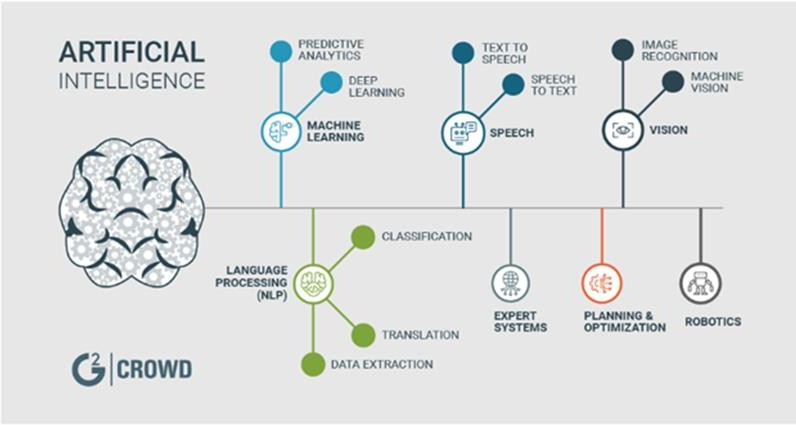 ARTIFICIAL
INTELLIGENCE
PREDICTIVE
ANALYTICS
DEEP
LEARNING
MACHINE
LEARNING
TEXT TO
SPEECH
SPEECH
TO TEXT
SPEECH
IMAGE
RECOGNITION
MACHINE
VISION
VISION
LANGUAGE
PROCESSING
(NLP)
CLASSIFICATION
TRANSLATION
DATA EXTRACTION
EXPERT
SYSTEMS
PLANNING &
OPTIMIZATION
ROBOTICS
G2 | CROWD